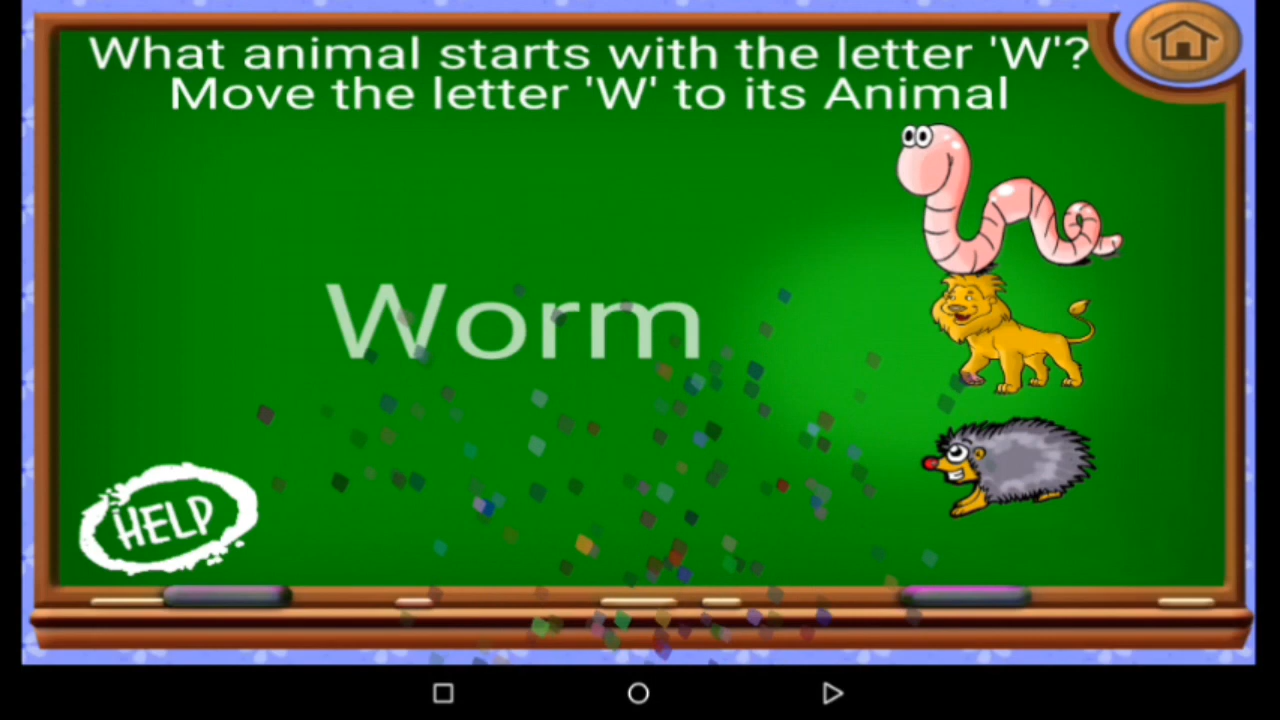 What animal starts with the letter 'W'?
Move the letter 'W' to its Animal
Worm
HELP